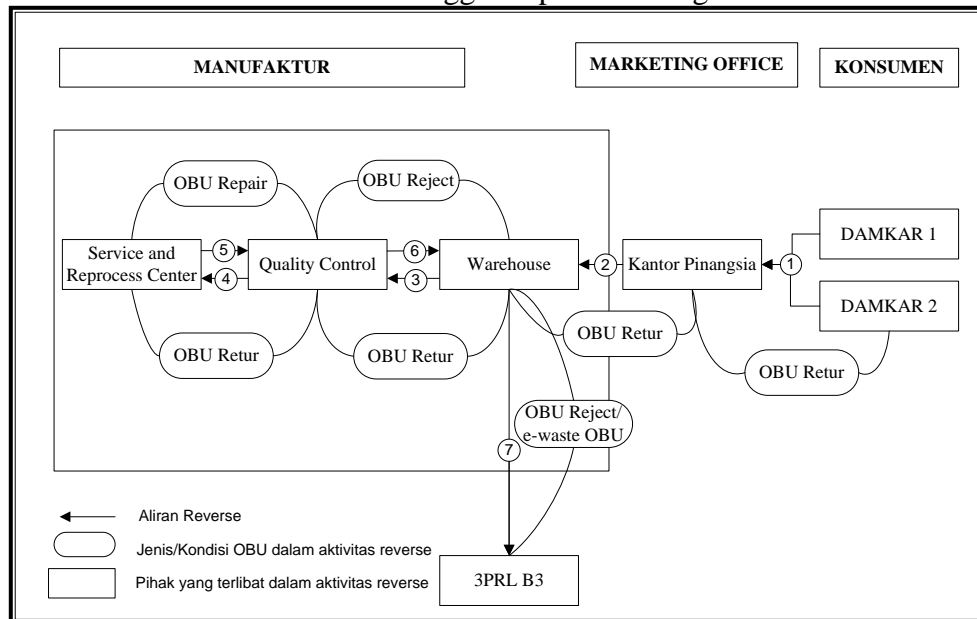 MANUFAKTUR
MARKETING OFFICE
KONSUMEN
OBU Repair
OBU Reject
Service and
Reprocess Center
5
4
Quality Control
6
3
Warehouse
2
Kantor Pinangsia
1
DAMKAR 1
DAMKAR 2
OBU Retur
OBU Retur
OBU Retur
OBU Retur
OBU Reject/
e-waste OBU
7
Aliran Reverse
Jenis/Kondisi OBU dalam aktivitas reverse
Pihak yang terlibat dalam aktivitas reverse
3PRL B3